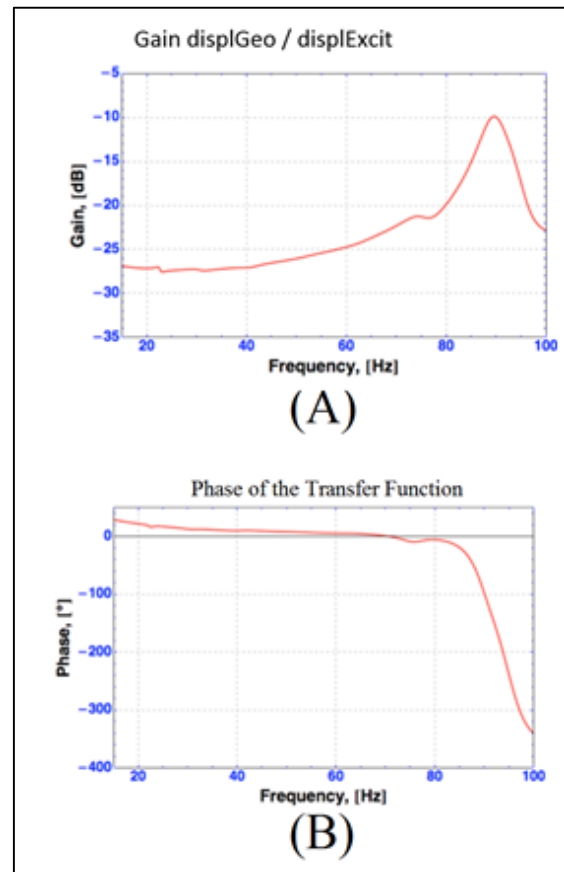 Gain displGeo / displExcit
−5
−10
−15
−20
−25
−30
−35
Gain, [dB]
20 40 60 80 100
Frequency, [Hz]
(A)
Phase of the Transfer Function
0
−100
−200
−300
−400
Phase, [°]
20 40 60 80 100
Frequency, [Hz]
(B)